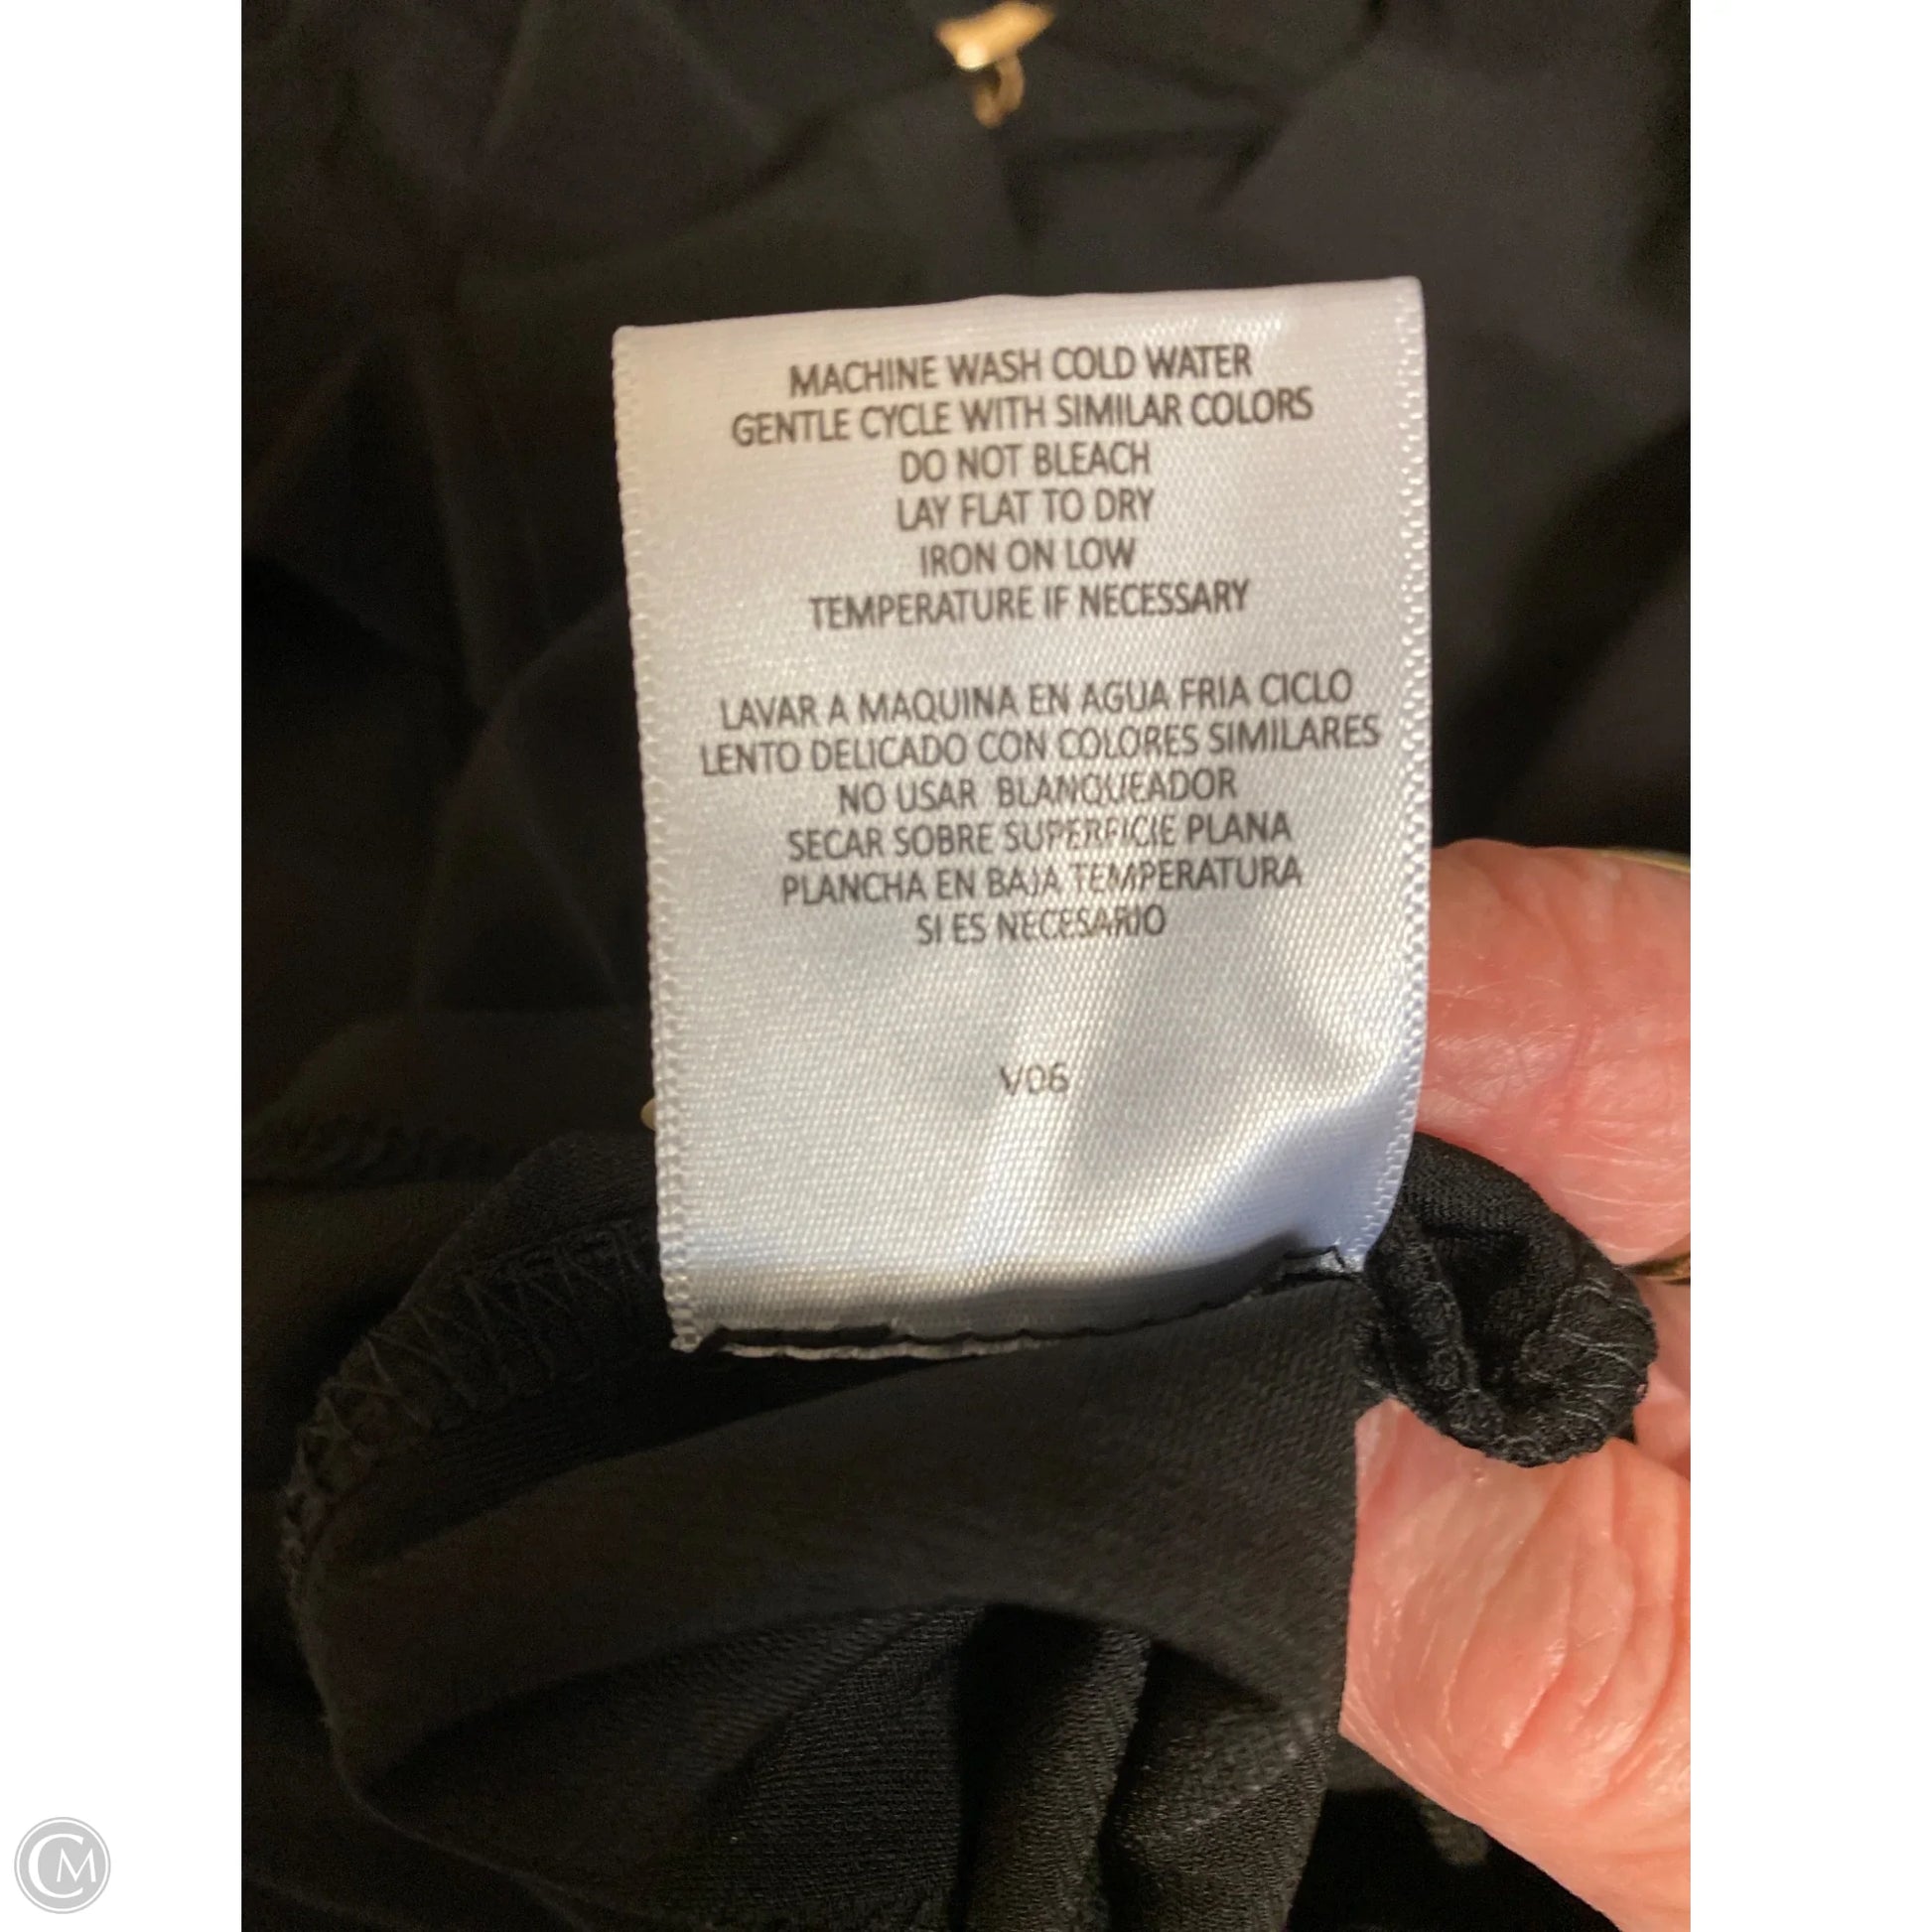 MACHINE WASH COLD WATER
GENTLE CYCLE WITH SIMILAR COLORS
DO NOT BLEACH
LAY FLAT TO DRY
IRON ON LOW
TEMPERATURE IF NECESSARY
LAVAR A MAQUINA EN AGUA FRIA CICLO
LENTO DELICADO CON COLORES SIMILARES
NO USAR BLANQUEADOR
SECAR SOBRE SUPERFICIE PLANA
PLANCHA EN BAJA TEMPERATURA
SI ES NECESARIO
V06
CM